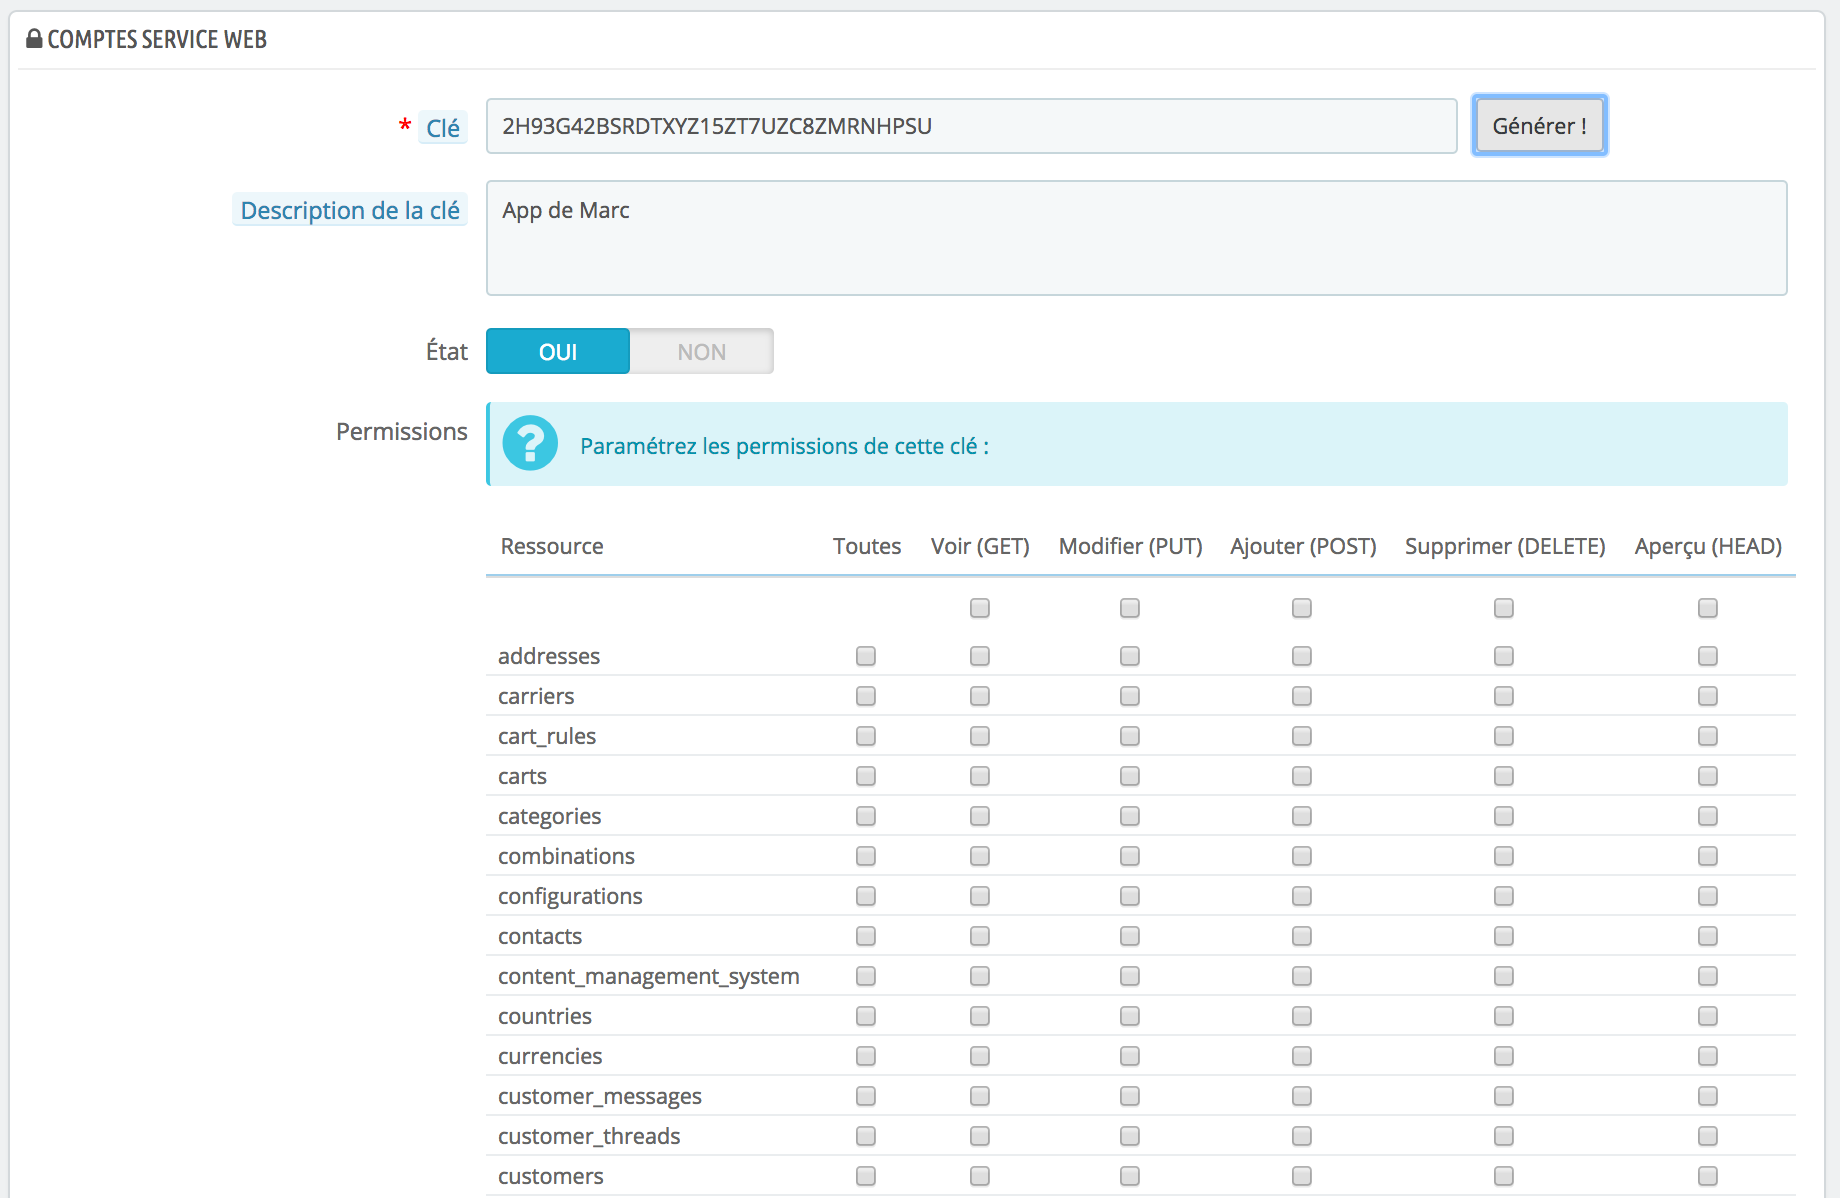 COMPTES SERVICE WEB
* Clé 2H93G42BSRDTXYZ15ZT7UZC8ZMRNHPSU Générer !
Description de la clé App de Marc
État OUI NON
Permissions ? Paramétrez les permissions de cette clé :
Ressource Toutes Voir (GET) Modifier (PUT) Ajouter (POST) Supprimer (DELETE) Aperçu (HEAD)
addresses
carriers
cart_rules
carts
categories
combinations
configurations
contacts
content_management_system
countries
currencies
customer_messages
customer_threads
customers